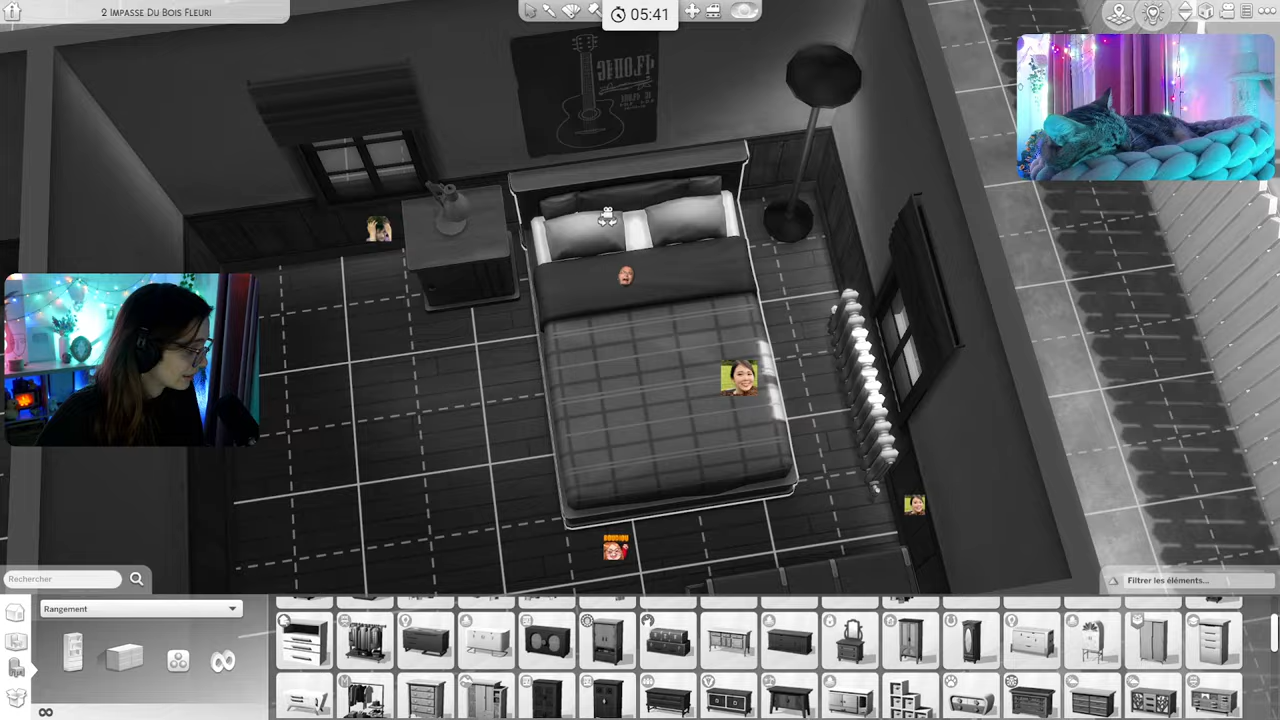 2 Impasse Du Bois Fleuri
05:41
Rechercher
Filtrer les éléments...
Rangement